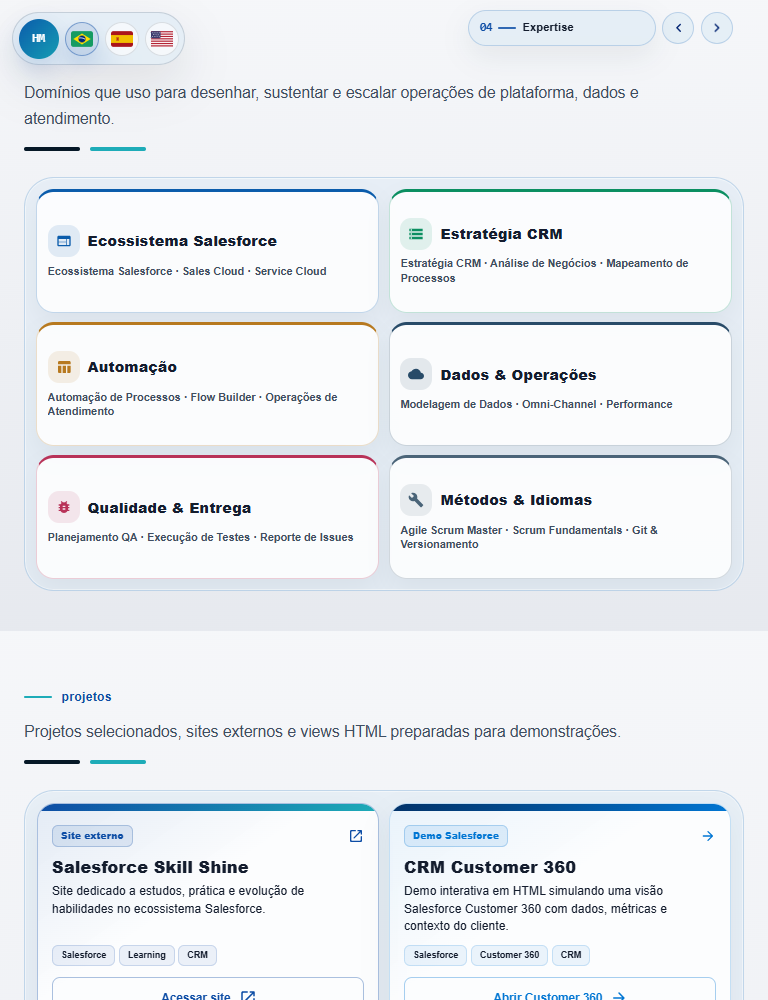 HM
04 Expertise
Domínios que uso para desenhar, sustentar e escalar operações de plataforma, dados e
atendimento.
Ecossistema Salesforce
Ecossistema Salesforce · Sales Cloud · Service Cloud
Estratégia CRM
Estratégia CRM · Análise de Negócios · Mapeamento de
Processos
Automação
Automação de Processos · Flow Builder · Operações de
Atendimento
Dados & Operações
Modelagem de Dados · Omni-Channel · Performance
Qualidade & Entrega
Planejamento QA · Execução de Testes · Reporte de Issues
Métodos & Idiomas
Agile Scrum Master · Scrum Fundamentals · Git &
Versionamento
projetos
Projetos selecionados, sites externos e views HTML preparadas para demonstrações.
Site externo
Salesforce Skill Shine
Site dedicado a estudos, prática e evolução de
habilidades no ecossistema Salesforce.
Salesforce Learning CRM
Acessar site
Demo Salesforce
CRM Customer 360
Demo interativa em HTML simulando uma visão
Salesforce Customer 360 com dados, métricas e
contexto do cliente.
Salesforce Customer 360 CRM
Abrir Customer 360